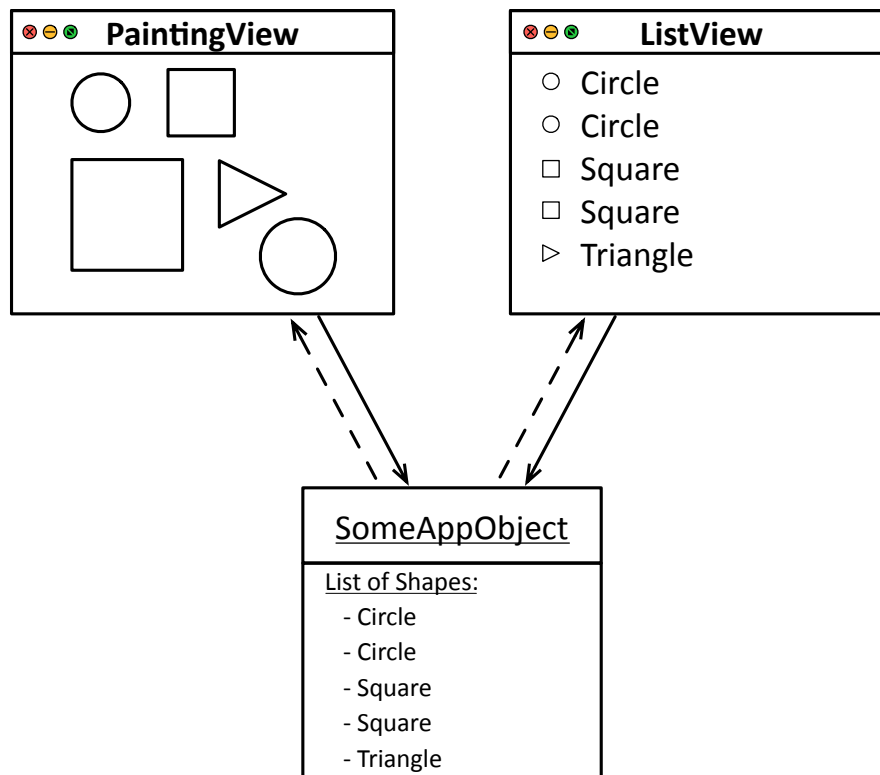 PaintingView
ListView
Circle
Circle
Square
Square
Triangle
SomeAppObject
List of Shapes:
- Circle
- Circle
- Square
- Square
- Triangle